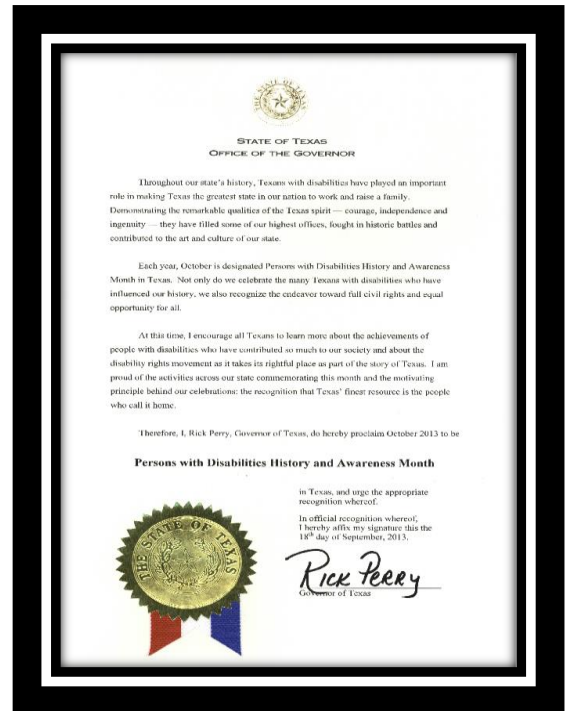 THE STATE OF TEXAS
STATE OF TEXAS
OFFICE OF THE GOVERNOR
Throughout our state's history, Texans with disabilities have played an important
role in making Texas the greatest state in our nation to work and raise a family.
Demonstrating the remarkable qualities of the Texas spirit — courage, independence and
ingenuity — they have filled some of our highest offices, fought in historic battles and
contributed to the art and culture of our state.
Each year, October is designated Persons with Disabilities History and Awareness
Month in Texas. Not only do we celebrate the many Texans with disabilities who have
influenced our history, we also recognize the endeavor toward full civil rights and equal
opportunity for all.
At this time, I encourage all Texans to learn more about the achievements of
people with disabilities who have contributed so much to our society and about the
disability rights movement as it takes its rightful place as part of the story of Texas. I am
proud of the activities across our state commemorating this month and the motivating
principle behind our celebrations: the recognition that Texas' finest resource is the people
who call it home.
Therefore, I, Rick Perry, Governor of Texas, do hereby proclaim October 2013 to be
Persons with Disabilities History and Awareness Month
in Texas, and urge the appropriate
recognition whereof.
In official recognition whereof,
I hereby affix my signature this the
18th day of September, 2013.
RICK PERRY
Governor of Texas
THE STATE OF TEXAS